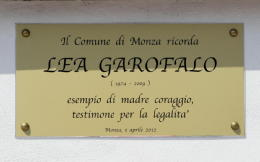 Il Comune di Monza ricorda
LEA GAROFALO
( 1974 - 2009 )
esempio di madre coraggio,
testimone per la legalita'
Monza, 6 aprile 2012